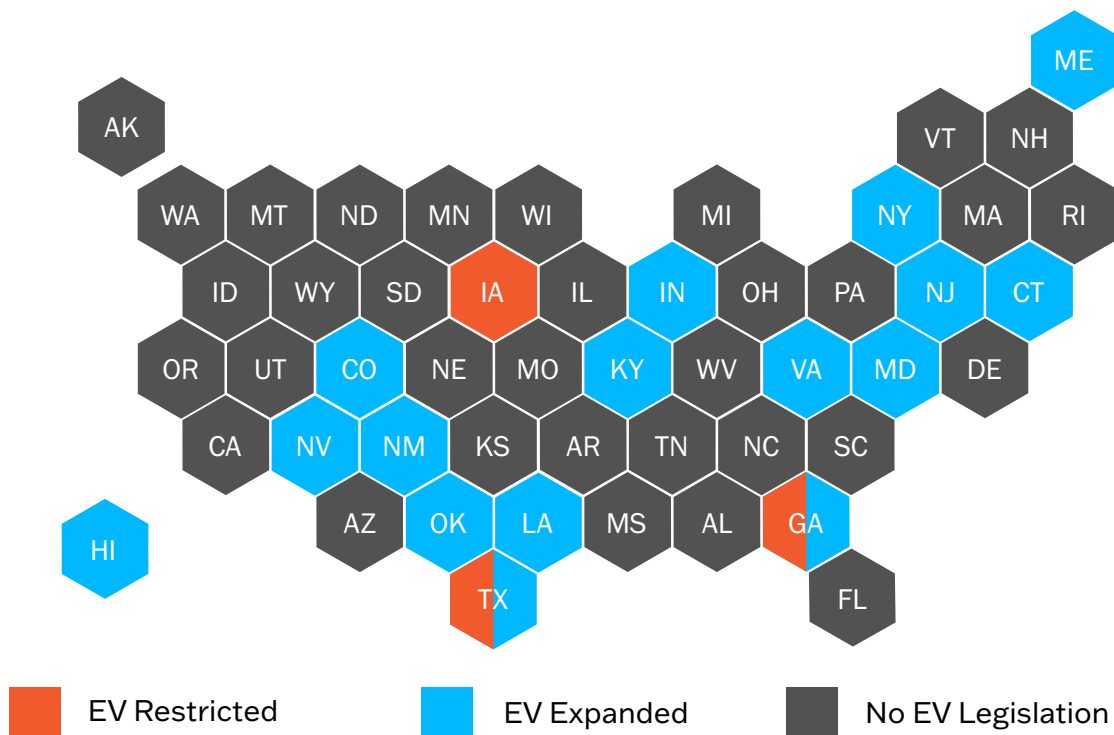 ME
AK VT NH
WA MT ND MN WI MI NY MA RI
ID WY SD IA IL IN OH PA NJ CT
OR UT CO NE MO KY WV VA MD DE
CA NV NM KS AR TN NC SC
AZ OK LA MS AL GA
HI
TX FL
EV Restricted EV Expanded No EV Legislation